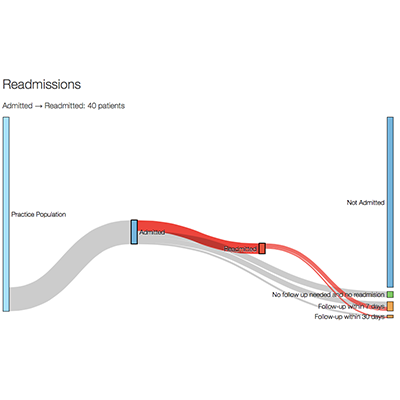 Readmissions
Admitted → Readmitted: 40 patients
Practice Population
Not Admitted
Admitted
Readmitted
No follow up needed and no readmision
Follow-up within 7 days
Follow-up within 30 days